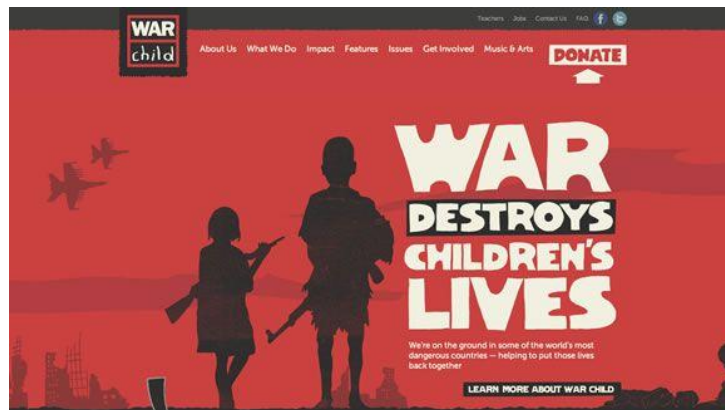 Teachers Jobs Contact Us FAQ
WAR
child
About Us What We Do Impact Features Issues Get Involved Music & Arts
DONATE
WAR
DESTROYS
CHILDREN'S
LIVES
We're on the ground in some of the world's most
dangerous countries — helping to put those lives
back together
LEARN MORE ABOUT WAR CHILD